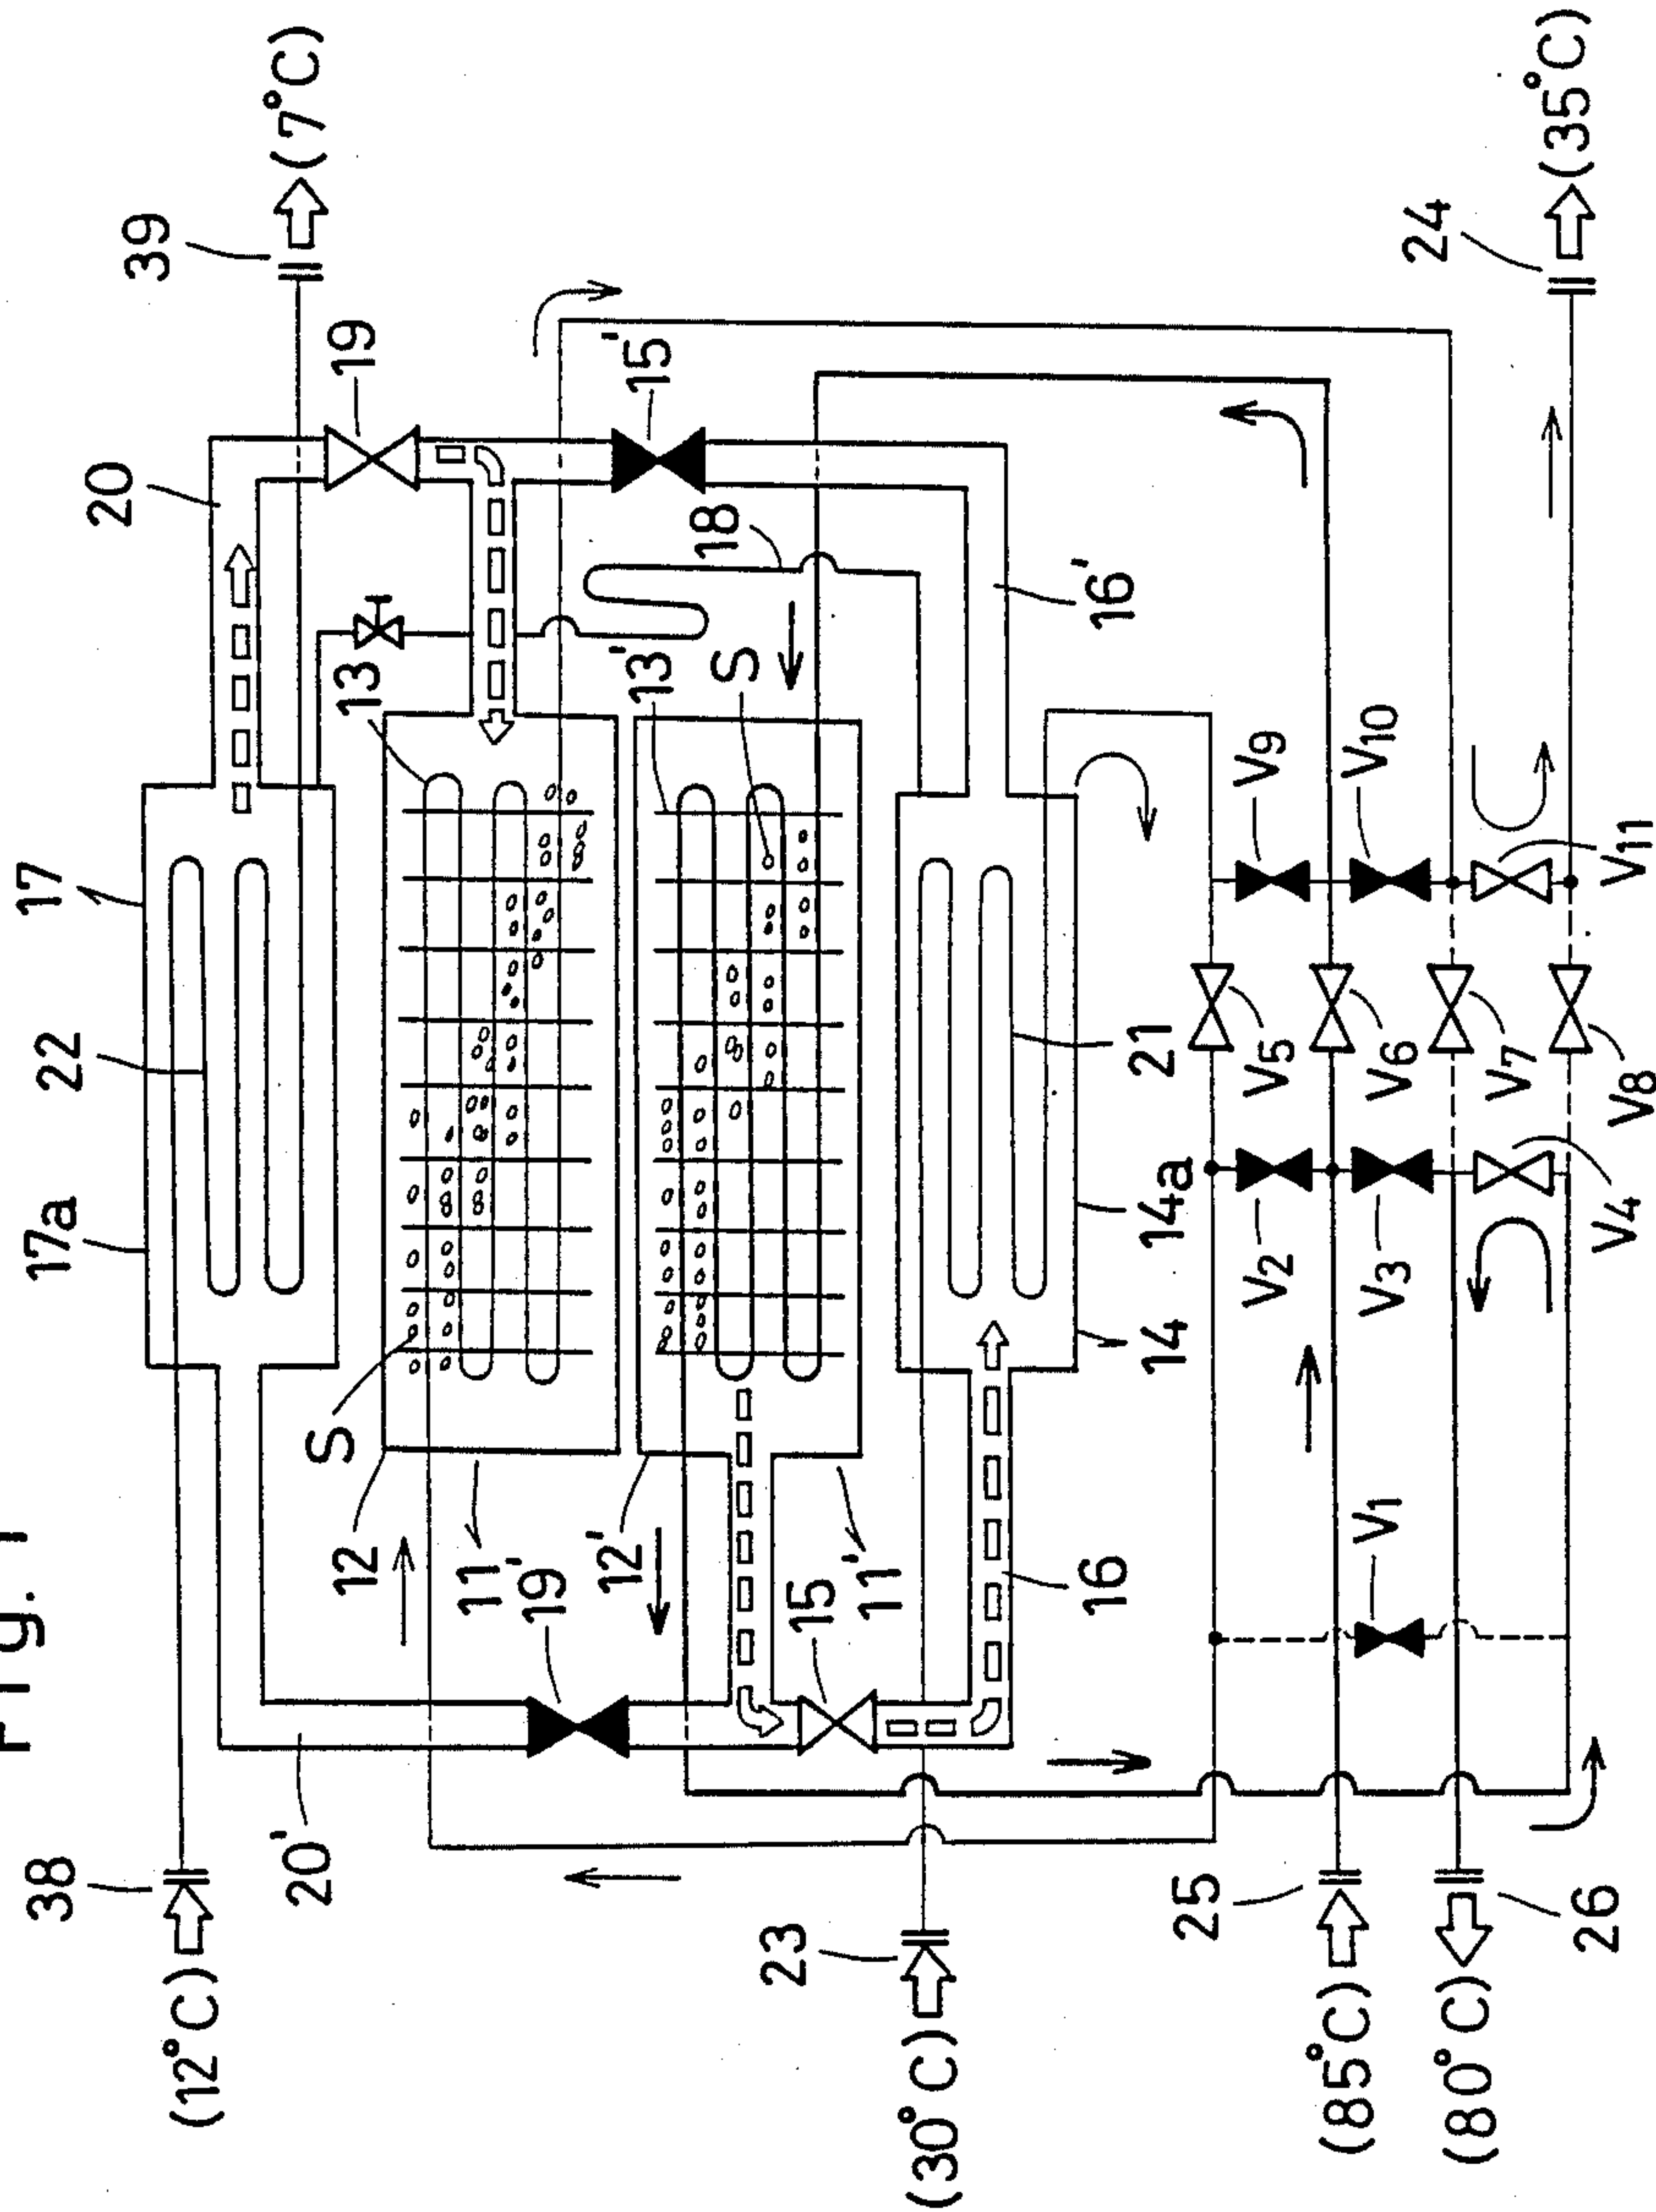 Fig. 1
38
(12°C)
20'
17a
22
17
20
39
(7°C)
19
13
S
12
11
19'
12'
15
11'
16
18
13'
S
15'
16'
23
(30°C)
14
14a
21
25
(85°C)
26
(80°C)
V1
V2
V3
V4
V5
V6
V7
V8
V9
V10
V11
24
(35°C)